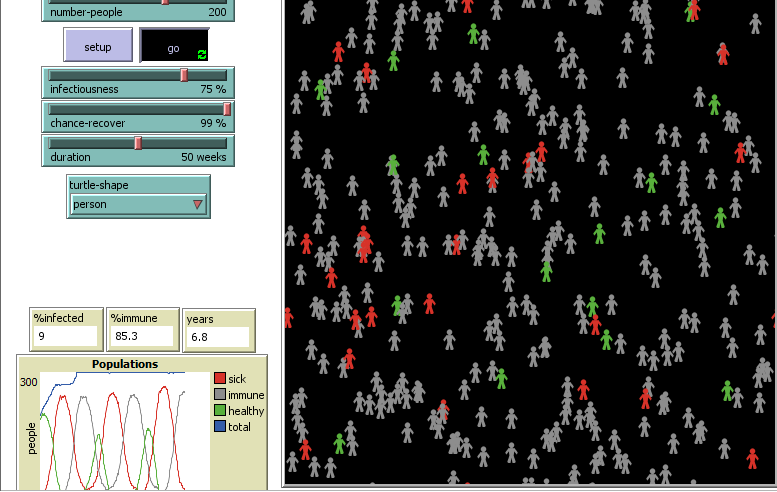 number-people 200
setup
go
infectiousness 75 %
chance-recover 99 %
duration 50 weeks
turtle-shape
person
%infected
9
%immune
85.3
years
6.8
Populations
300
people
sick
immune
healthy
total